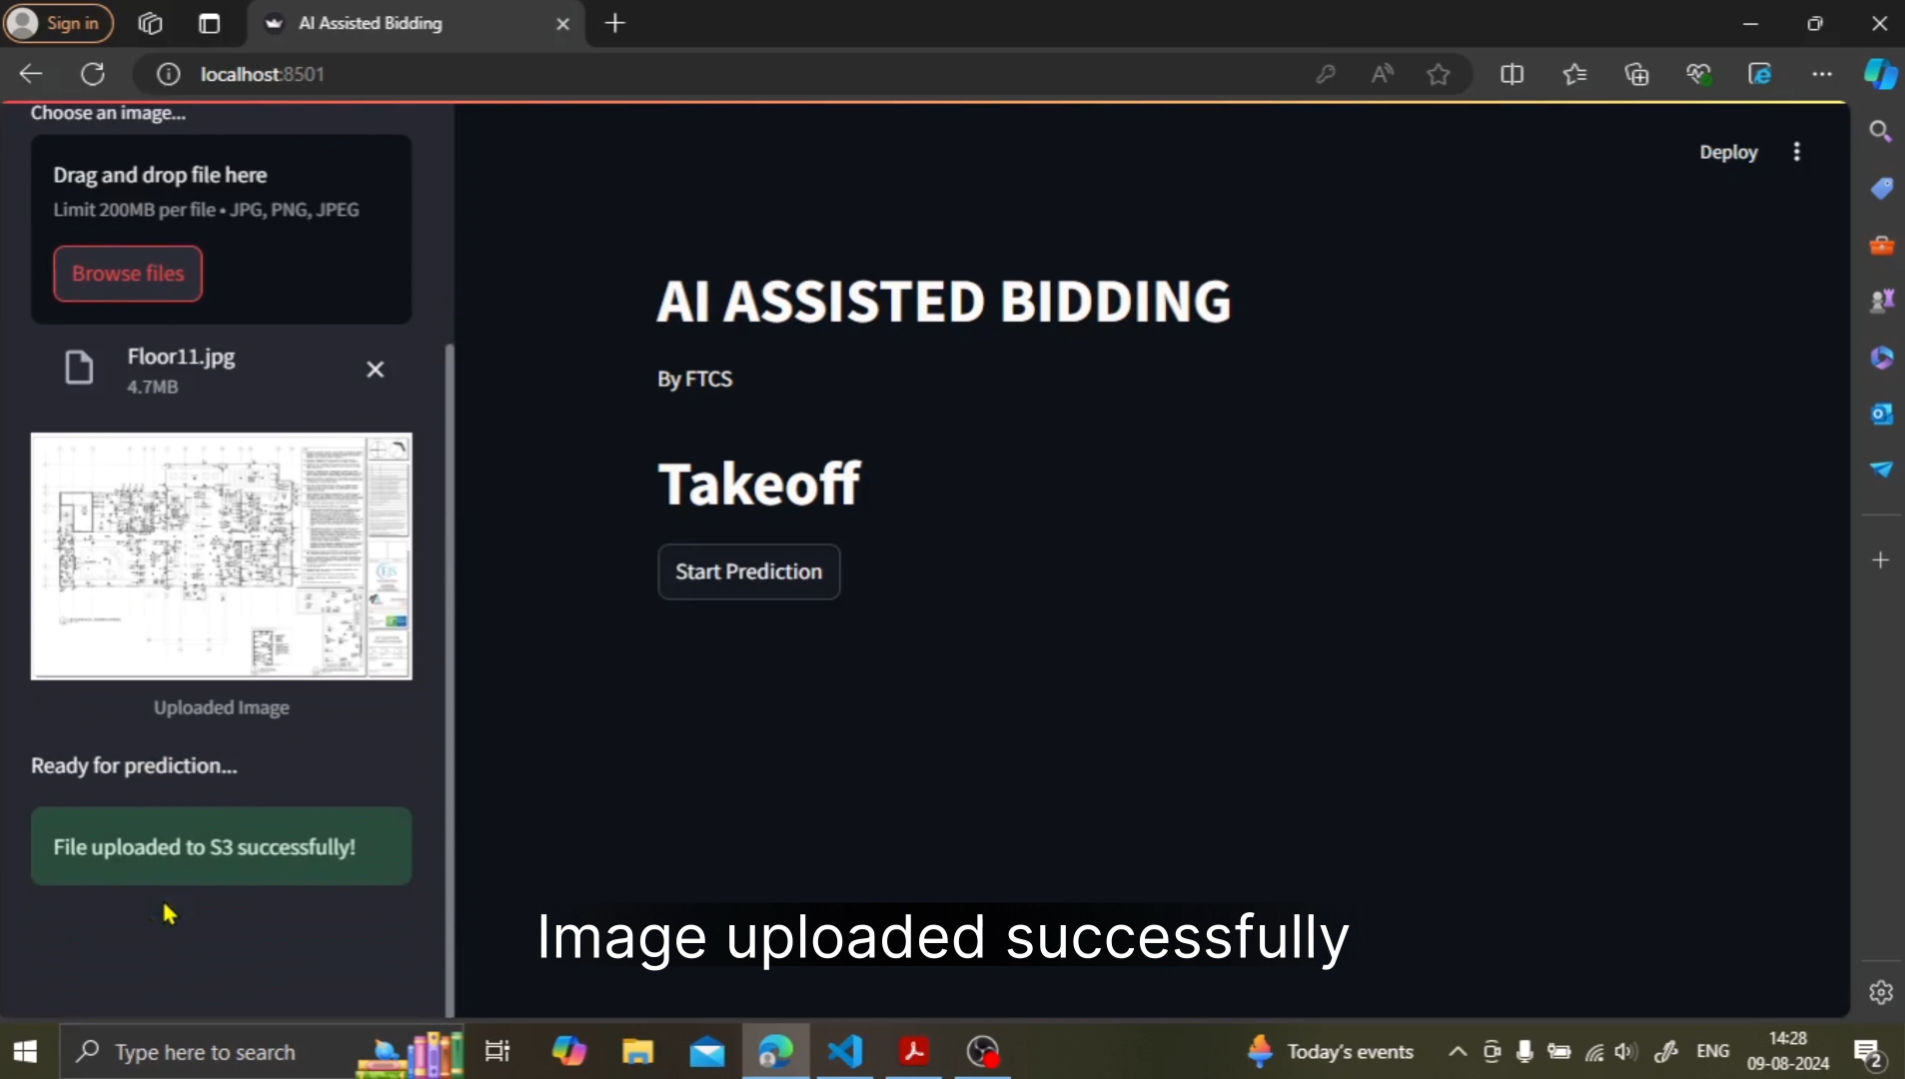 Sign in
AI Assisted Bidding
localhost:8501
Choose an image...
Drag and drop file here
Limit 200MB per file • JPG, PNG, JPEG
Browse files
Floor11.jpg
4.7MB
Uploaded Image
Ready for prediction...
File uploaded to S3 successfully!
Deploy
AI ASSISTED BIDDING
By FTCS
Takeoff
Start Prediction
Image uploaded successfully
Type here to search
Today's events
ENG
14:28
09-08-2024
2